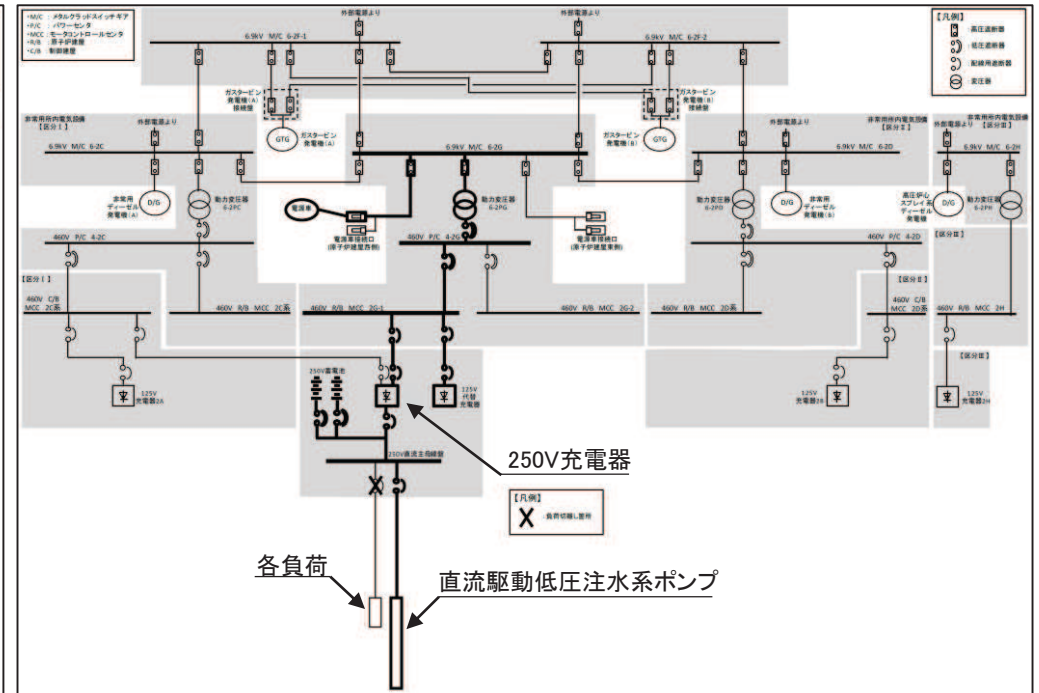 ・M/C : メタルクラッドスイッチギア
・P/C : パワーセンタ
・MCC: モータコントロールセンタ
・R/B : 原子炉建屋
・C/B : 制御建屋
外部電源より
外部電源より
6.9kV M/C 6-2F-1
6.9kV M/C 6-2F-2
【凡例】
: 高圧遮断器
: 低圧遮断器
: 配線用遮断器
: 変圧器
ガスタービン
発電機(A)
接続盤
ガスタービン
発電機(B)
接続盤
GTG
ガスタービン
発電機(A)
ガスタービン
発電機(B)
GTG
非常用所内電気設備
【区分Ⅰ】
外部電源より
6.9kV M/C 6-2C
6.9kV M/C 6-2G
外部電源より
非常用所内電気設備
【区分Ⅱ】
6.9kV M/C 6-2D
非常用所内電気設備
外部電源より 【区分Ⅲ】
6.9kV M/C 6-2H
D/G
非常用
ディーゼル
発電機(A)
動力変圧器
6-2PC
電源車
電源車接続口
(原子炉建屋西側)
動力変圧器
6-2PG
電源車接続口
(原子炉建屋東側)
動力変圧器
6-2PD
D/G
非常用
ディーゼル
発電機(B)
高圧炉心
スプレイ系
ディーゼル
発電機
D/G
動力変圧器
6-2PH
460V P/C 4-2C
460V P/C 4-2G
460V P/C 4-2D
【区分Ⅰ】
【区分Ⅱ】
【区分Ⅲ】
460V C/B
MCC 2C系
460V R/B MCC 2C系
460V R/B MCC 2G-1
460V R/B MCC 2G-2
460V R/B MCC 2D系
460V C/B
MCC 2D系
460V R/B MCC 2H
【区分Ⅲ】
125V
充電器2A
250V蓄電池
125V
代替
充電器
125V
充電器2B
125V
充電器2H
250V直流主母線盤
250V充電器
【凡例】
: 負荷切離し箇所
各負荷
直流駆動低圧注水系ポンプ